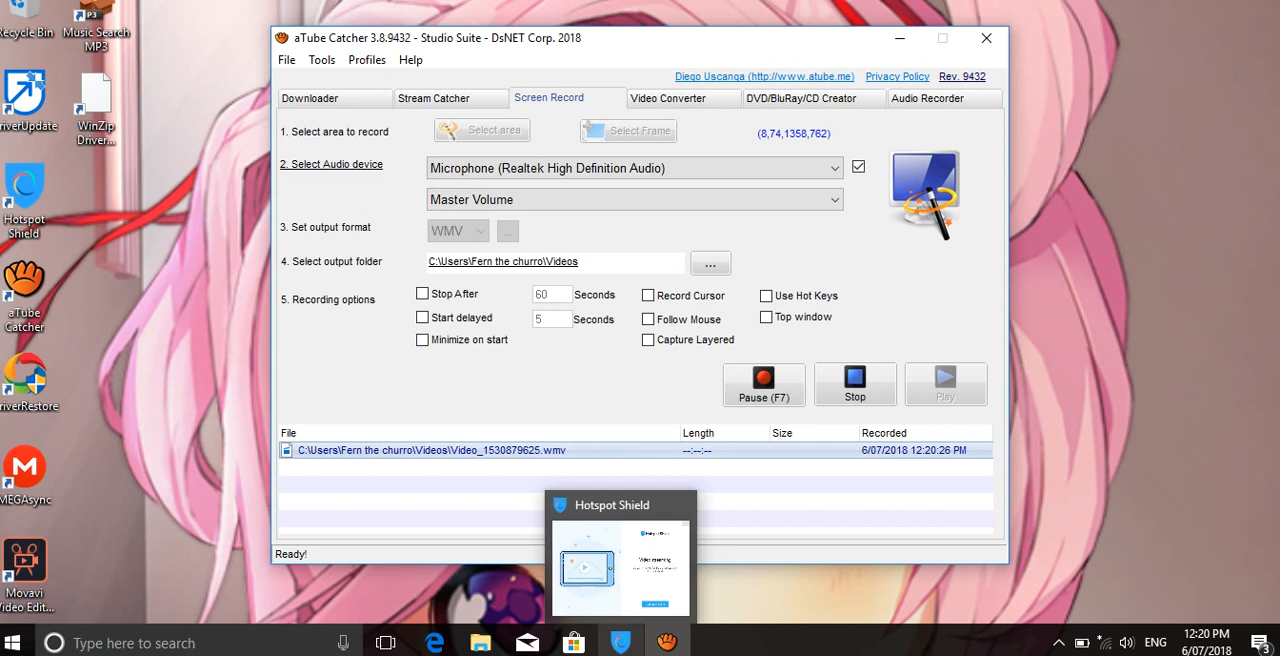 Recycle Bin
Music Search
MP3
DriverUpdate
WinZip
Driver...
Hotspot
Shield
aTube
Catcher
DriverRestore
MEGAsync
Movavi
Video Edit...
aTube Catcher 3.8.9432 - Studio Suite - DsNET Corp. 2018
File Tools Profiles Help
Diego Uscanga (http://www.atube.me) Privacy Policy Rev. 9432
Downloader Stream Catcher Screen Record Video Converter DVD/BluRay/CD Creator Audio Recorder
1. Select area to record Select area Select Frame (8,74,1358,762)
2. Select Audio device Microphone (Realtek High Definition Audio)
Master Volume
3. Set output format WMV ...
4. Select output folder C:\Users\Fern the churro\Videos ...
5. Recording options
Stop After 60 Seconds Record Cursor Use Hot Keys
Start delayed 5 Seconds Follow Mouse Top window
Minimize on start Capture Layered
Pause (F7) Stop Play
File Length Size Recorded
C:\Users\Fern the churro\Videos\Video_1530879625.wmv --:--:-- 6/07/2018 12:20:26 PM
Ready!
Hotspot Shield
Hotspot Shield
Video streaming
Type here to search
ENG
12:20 PM
6/07/2018
3